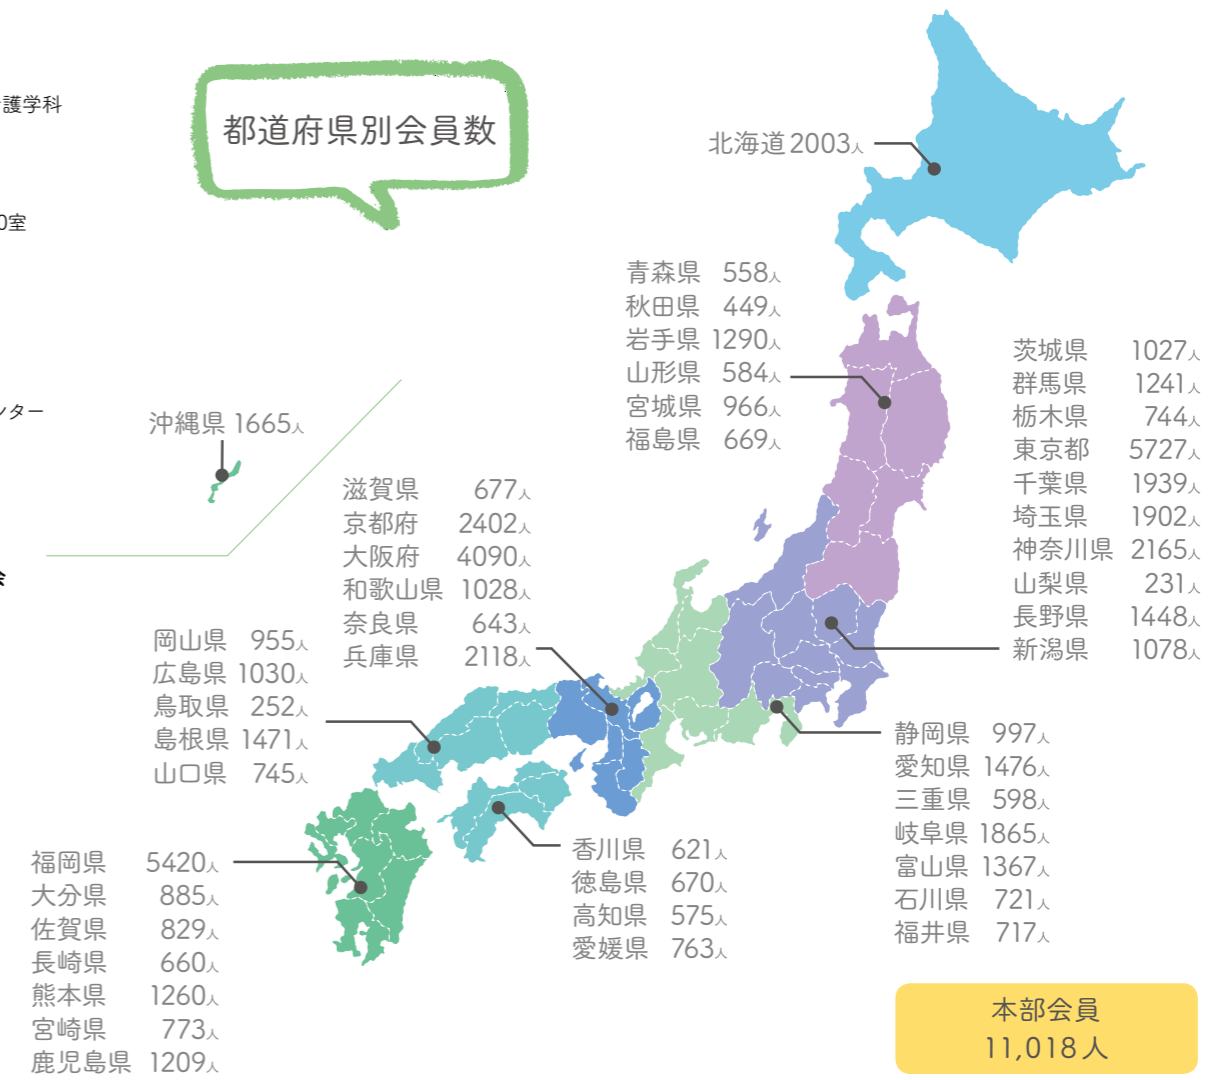 護学科
0室
ンター
会
都道府県別会員数
北海道2003人
青森県 558人
秋田県 449人
岩手県 1290人
山形県 584人
宮城県 966人
福島県 669人
茨城県 1027人
群馬県 1241人
栃木県 744人
東京都 5727人
千葉県 1939人
埼玉県 1902人
神奈川県 2165人
山梨県 231人
長野県 1448人
新潟県 1078人
沖縄県 1665人
滋賀県 677人
京都府 2402人
大阪府 4090人
和歌山県 1028人
奈良県 643人
兵庫県 2118人
岡山県 955人
広島県 1030人
鳥取県 252人
島根県 1471人
山口県 745人
静岡県 997人
愛知県 1476人
三重県 598人
岐阜県 1865人
富山県 1367人
石川県 721人
福井県 717人
香川県 621人
徳島県 670人
高知県 575人
愛媛県 763人
福岡県 5420人
大分県 885人
佐賀県 829人
長崎県 660人
熊本県 1260人
宮崎県 773人
鹿児島県 1209人
本部会員
11,018人